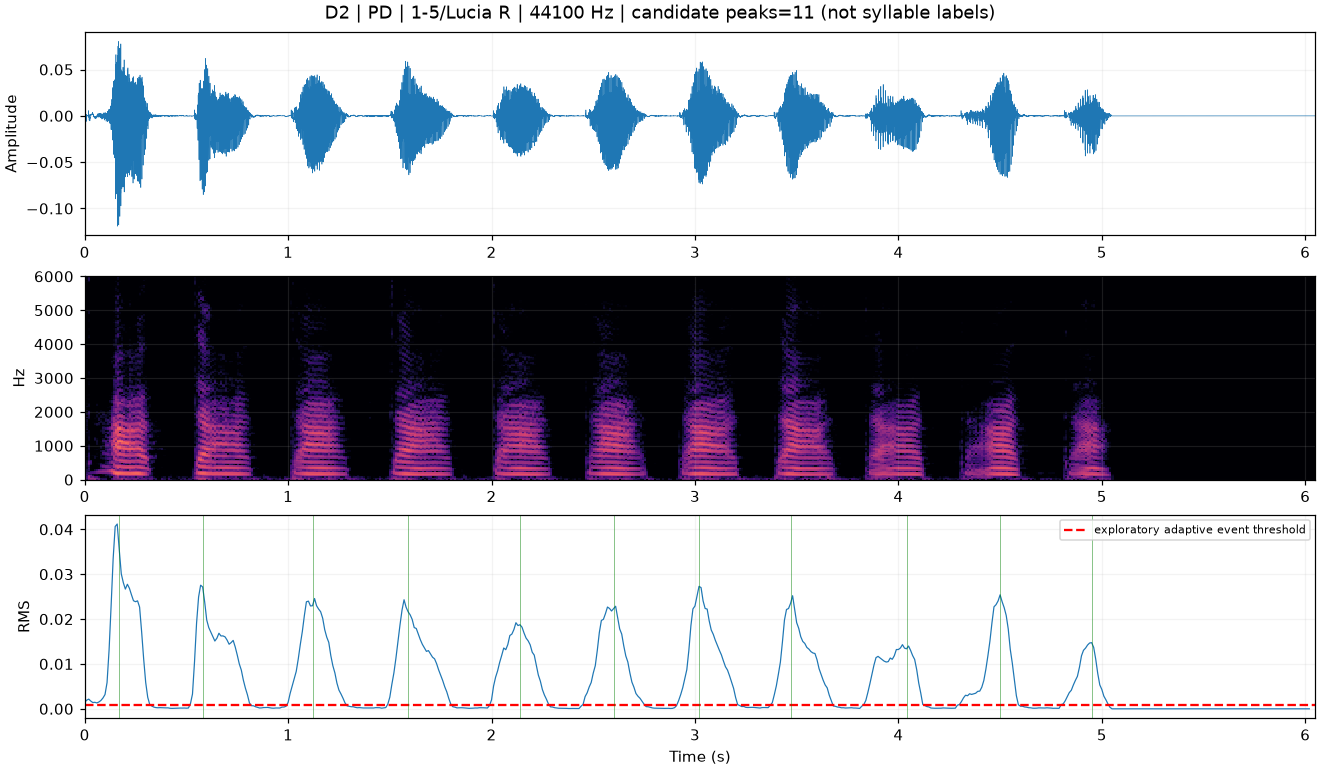 D2 | PD | 1-5/Lucia R | 44100 Hz | candidate peaks=11 (not syllable labels)
Amplitude
0.05
0.00
−0.05
−0.10
0 1 2 3 4 5 6
Hz
6000
5000
4000
3000
2000
1000
0
0 1 2 3 4 5 6
RMS
0.04
0.03
0.02
0.01
0.00
exploratory adaptive event threshold
0 1 2 3 4 5 6
Time (s)